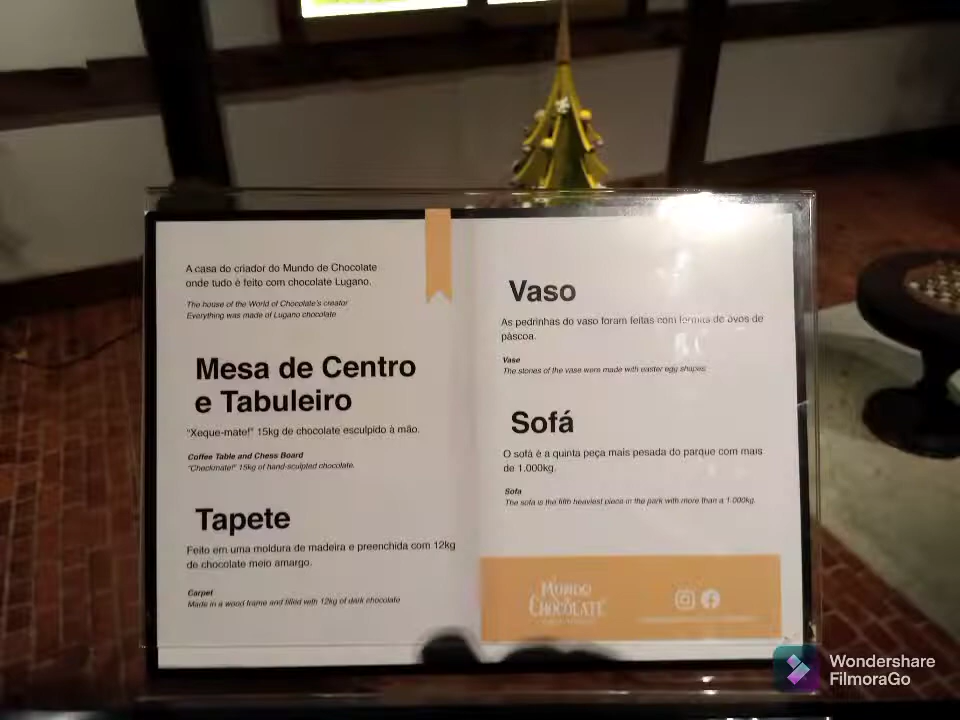 A casa do criador do Mundo de Chocolate
onde tudo é feito com chocolate Lugano.
The house of the World of Chocolate's creator
Everything was made of Lugano chocolate
Mesa de Centro
e Tabuleiro
"Xeque-mate!" 15kg de chocolate esculpido à mão.
Coffee Table and Chess Board
"Checkmate!" 15kg of hand-sculpted chocolate.
Tapete
Feito em uma moldura de madeira e preenchida com 12kg
de chocolate meio amargo.
Carpet
Made in a wood frame and filled with 12kg of dark chocolate
Vaso
As pedrinhas do vaso foram feitas com formas de ovos de
páscoa.
Vase
The stones of the vase were made with easter egg shapes
Sofá
O sofá é a quinta peça mais pesada do parque com mais
de 1.000kg.
Sofa
The sofa is the fifth heaviest piece in the park with more than a 1.000kg.
MUNDO
CHOCOLATE
Wondershare
FilmoraGo